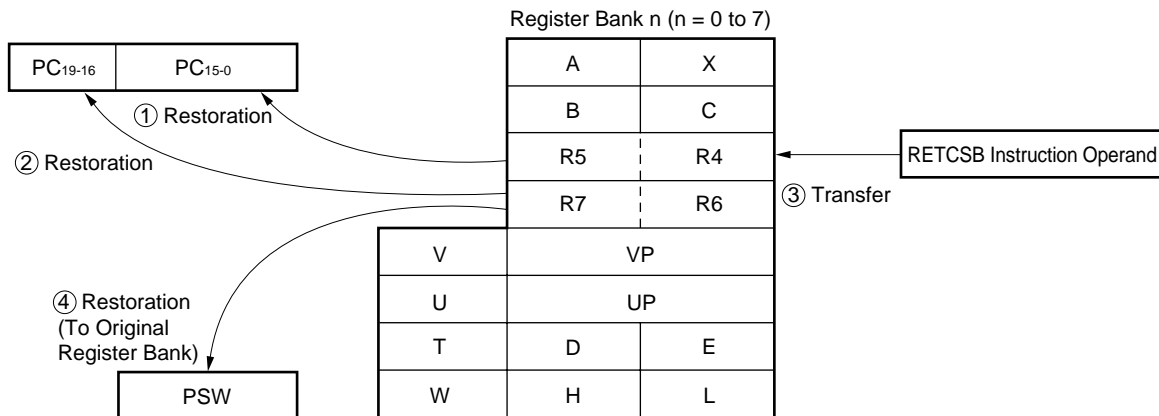 Register Bank n (n = 0 to 7)
PC19-16 PC15-0
A X
① Restoration
B C
② Restoration
R5 R4
RETCSB Instruction Operand
R7 R6
③ Transfer
V VP
④ Restoration
(To Original
Register Bank)
U UP
T D E
PSW
W H L